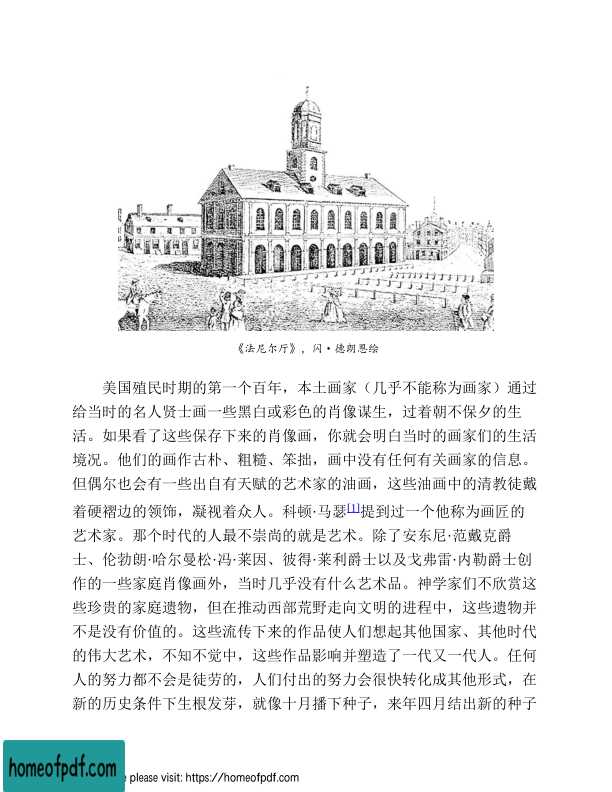 《法尼尔厅》，闪·德朗恩绘
美国殖民时期的第一个百年，本土画家（几乎不能称为画家）通过
给当时的名人贤士画一些黑白或彩色的肖像谋生，过着朝不保夕的生
活。如果看了这些保存下来的肖像画，你就会明白当时的画家们的生活
境况。他们的画作古朴、粗糙、笨拙，画中没有任何有关画家的信息。
但偶尔也会有一些出自有天赋的艺术家的油画，这些油画中的清教徒戴
着硬褶边的领饰，凝视着众人。科顿·马瑟[1]提到过一个他称为画匠的
艺术家。那个时代的人最不崇尚的就是艺术。除了安东尼·范戴克爵
士、伦勃朗·哈尔曼松·冯·莱因、彼得·莱利爵士以及戈弗雷·内勒爵士创
作的一些家庭肖像画外，当时几乎没有什么艺术品。神学家们不欣赏这
些珍贵的家庭遗物，但在推动西部荒野走向文明的进程中，这些遗物并
不是没有价值的。这些流传下来的作品使人们想起其他国家、其他时代
的伟大艺术，不知不觉中，这些作品影响并塑造了一代又一代人。任何
人的努力都不会是徒劳的，人们付出的努力会很快转化成其他形式，在
新的历史条件下生根发芽，就像十月播下种子，来年四月结出新的种子
homeofpdf.com
e please visit: https://homeofpdf.com